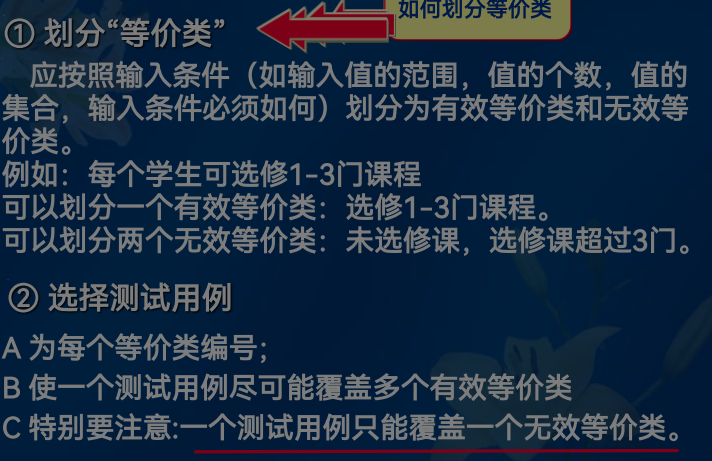 如何划分等价类
① 划分“等价类”
应按照输入条件（如输入值的范围，值的个数，值的
集合，输入条件必须如何）划分为有效等价类和无效等
价类。
例如：每个学生可选修1-3门课程
可以划分一个有效等价类：选修1-3门课程。
可以划分两个无效等价类：未选修课，选修课超过3门。
② 选择测试用例
A 为每个等价类编号；
B 使一个测试用例尽可能覆盖多个有效等价类
C 特别要注意:一个测试用例只能覆盖一个无效等价类。